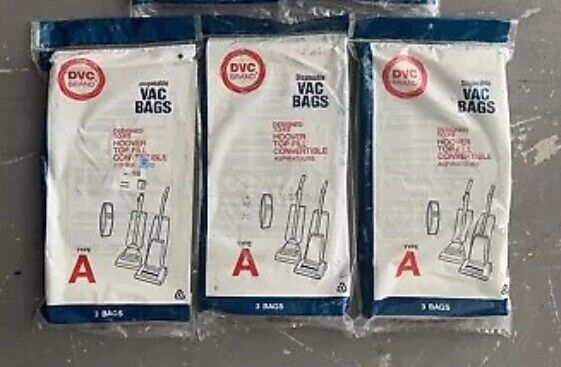 DVC
BRAND
Disposable
VAC
BAGS
DESIGNED
TO FIT
HOOVER
TOP-FILL
CONVERTIBLE
TYPE
A
3 BAGS
DVC
BRAND
Disposable
VAC
BAGS
DESIGNED
TO FIT
HOOVER
TOP-FILL
CONVERTIBLE
ASPIRATEURS
TYPE
A
3 BAGS
DVC
BRAND
Disposable
VAC
BAGS
DESIGNED
TO FIT
HOOVER
TOP-FILL
CONVERTIBLE
ASPIRATEURS
TYPE
A
3 BAGS